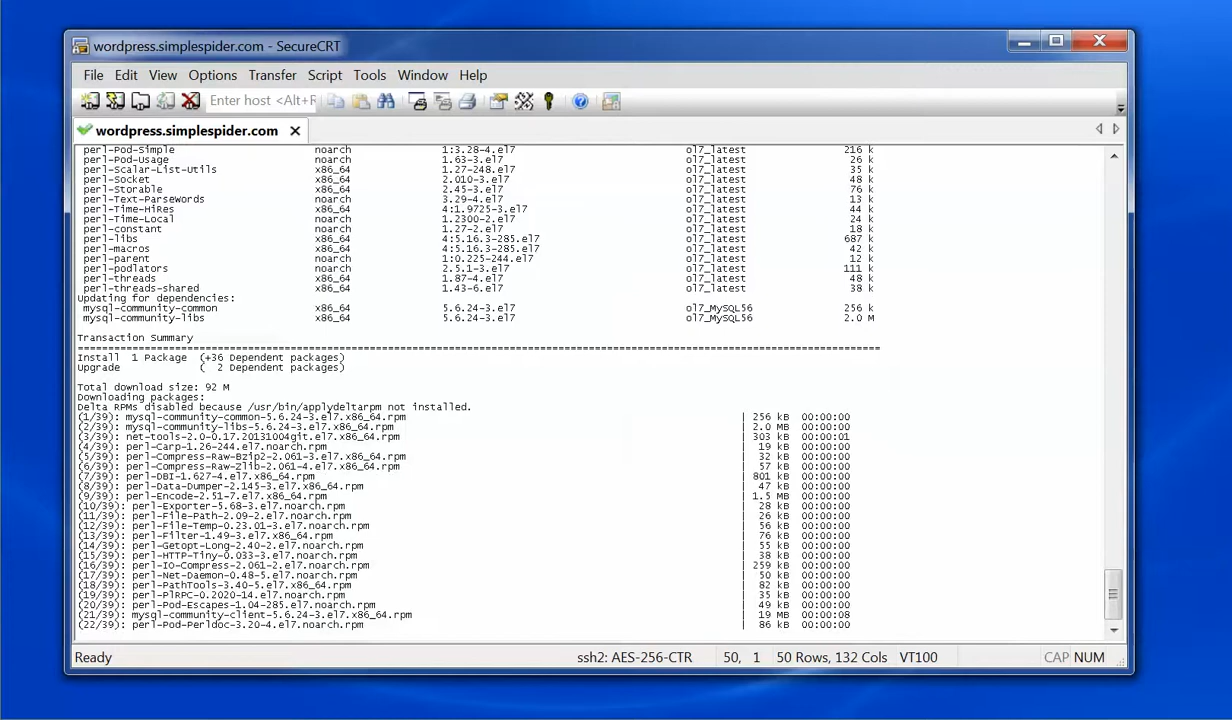 wordpress.simplespider.com - SecureCRT
File Edit View Options Transfer Script Tools Window Help
Enter host <Alt+R
wordpress.simplespider.com
perl-Pod-Simple noarch 1:3.28-4.el7 ol7_latest 216 k
perl-Pod-Usage noarch 1.63-3.el7 ol7_latest 26 k
perl-Scalar-List-Utils x86_64 1.27-248.el7 ol7_latest 35 k
perl-Socket x86_64 2.010-3.el7 ol7_latest 48 k
perl-Storable x86_64 2.45-3.el7 ol7_latest 76 k
perl-Text-ParseWords noarch 3.29-4.el7 ol7_latest 13 k
perl-Time-HiRes x86_64 4:1.9725-3.el7 ol7_latest 44 k
perl-Time-Local noarch 1.2300-2.el7 ol7_latest 24 k
perl-constant noarch 1.27-2.el7 ol7_latest 18 k
perl-libs x86_64 4:5.16.3-285.el7 ol7_latest 687 k
perl-macros x86_64 4:5.16.3-285.el7 ol7_latest 42 k
perl-parent noarch 1:0.225-244.el7 ol7_latest 12 k
perl-podlators noarch 2.5.1-3.el7 ol7_latest 111 k
perl-threads x86_64 1.87-4.el7 ol7_latest 48 k
perl-threads-shared x86_64 1.43-6.el7 ol7_latest 38 k
Updating for dependencies:
mysql-community-common x86_64 5.6.24-3.el7 ol7_MySQL56 256 k
mysql-community-libs x86_64 5.6.24-3.el7 ol7_MySQL56 2.0 M
Transaction Summary
================================================================================
Install 1 Package (+36 Dependent packages)
Upgrade ( 2 Dependent packages)
Total download size: 92 M
Downloading packages:
Delta RPMs disabled because /usr/bin/applydeltarpm not installed.
(1/39): mysql-community-common-5.6.24-3.el7.x86_64.rpm | 256 kB 00:00:00
(2/39): mysql-community-libs-5.6.24-3.el7.x86_64.rpm | 2.0 MB 00:00:00
(3/39): net-tools-2.0-0.17.20131004git.el7.x86_64.rpm | 303 kB 00:00:01
(4/39): perl-Carp-1.26-244.el7.noarch.rpm | 19 kB 00:00:00
(5/39): perl-Compress-Raw-Bzip2-2.061-3.el7.x86_64.rpm | 32 kB 00:00:00
(6/39): perl-Compress-Raw-Zlib-2.061-4.el7.x86_64.rpm | 57 kB 00:00:00
(7/39): perl-DBI-1.627-4.el7.x86_64.rpm | 801 kB 00:00:00
(8/39): perl-Data-Dumper-2.145-3.el7.x86_64.rpm | 47 kB 00:00:00
(9/39): perl-Encode-2.51-7.el7.x86_64.rpm | 1.5 MB 00:00:00
(10/39): perl-Exporter-5.68-3.el7.noarch.rpm | 28 kB 00:00:00
(11/39): perl-File-Path-2.09-2.el7.noarch.rpm | 26 kB 00:00:00
(12/39): perl-File-Temp-0.23.01-3.el7.noarch.rpm | 56 kB 00:00:00
(13/39): perl-Filter-1.49-3.el7.x86_64.rpm | 76 kB 00:00:00
(14/39): perl-Getopt-Long-2.40-2.el7.noarch.rpm | 55 kB 00:00:00
(15/39): perl-HTTP-Tiny-0.033-3.el7.noarch.rpm | 38 kB 00:00:00
(16/39): perl-IO-Compress-2.061-2.el7.noarch.rpm | 259 kB 00:00:00
(17/39): perl-Net-Daemon-0.48-5.el7.noarch.rpm | 50 kB 00:00:00
(18/39): perl-PathTools-3.40-5.el7.x86_64.rpm | 82 kB 00:00:00
(19/39): perl-PlRPC-0.2020-14.el7.noarch.rpm | 35 kB 00:00:00
(20/39): perl-Pod-Escapes-1.04-285.el7.noarch.rpm | 49 kB 00:00:00
(21/39): mysql-community-client-5.6.24-3.el7.x86_64.rpm | 19 MB 00:00:08
(22/39): perl-Pod-Perldoc-3.20-4.el7.noarch.rpm | 86 kB 00:00:00
Ready ssh2: AES-256-CTR 50, 1 50 Rows, 132 Cols VT100 CAP NUM